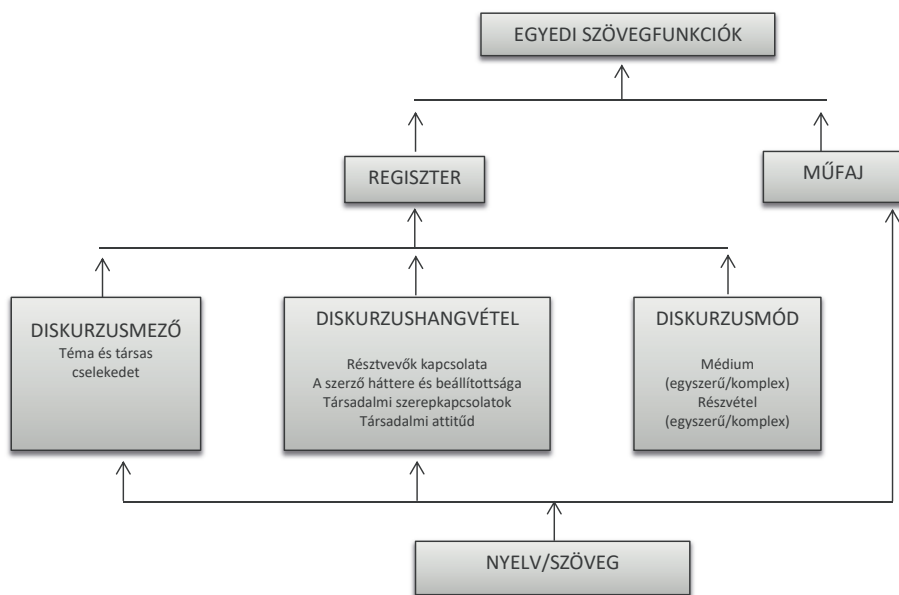 EGYEDI SZÖVEGFUNKCIÓK
REGISZTER
MŰFAJ
DISKURZUSMEZŐ
Téma és társas
cselekedet
DISKURZUSHANGVÉTEL
Résztvevők kapcsolata
A szerző háttere és beállítottsága
Társadalmi szerepkapcsolatok
Társadalmi attitűd
DISKURZUSMÓD
Médium
(egyszerű/komplex)
Részvétel
(egyszerű/komplex)
NYELV/SZÖVEG